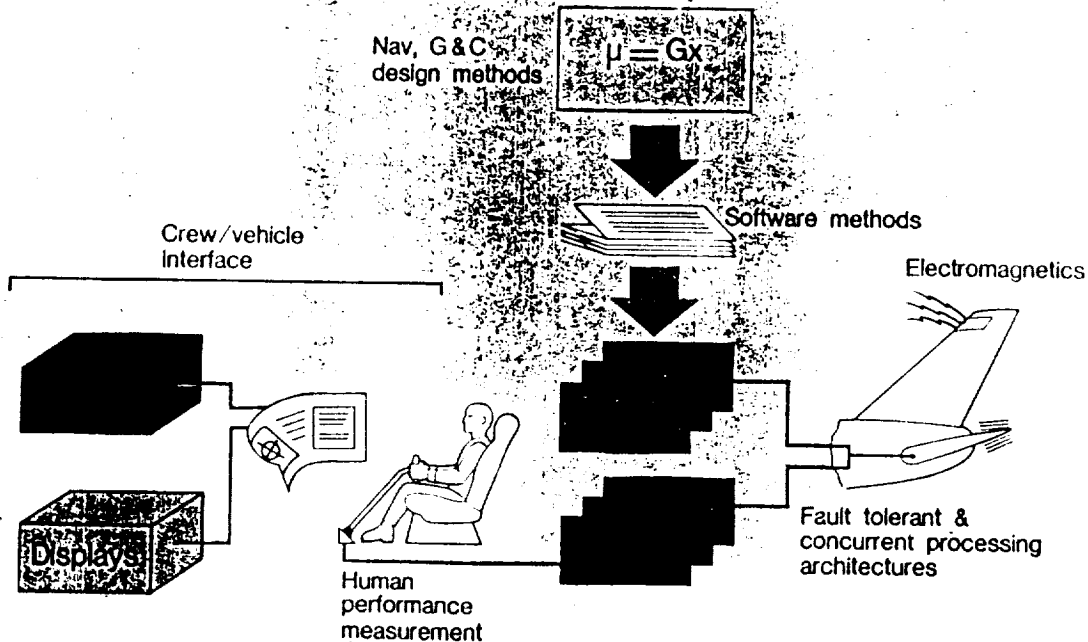 Nav, G & C
design methods
μ = Gx
Software methods
Crew/vehicle
interface
Electromagnetics
Displays
Human
performance
measurement
Fault tolerant &
concurrent processing
architectures